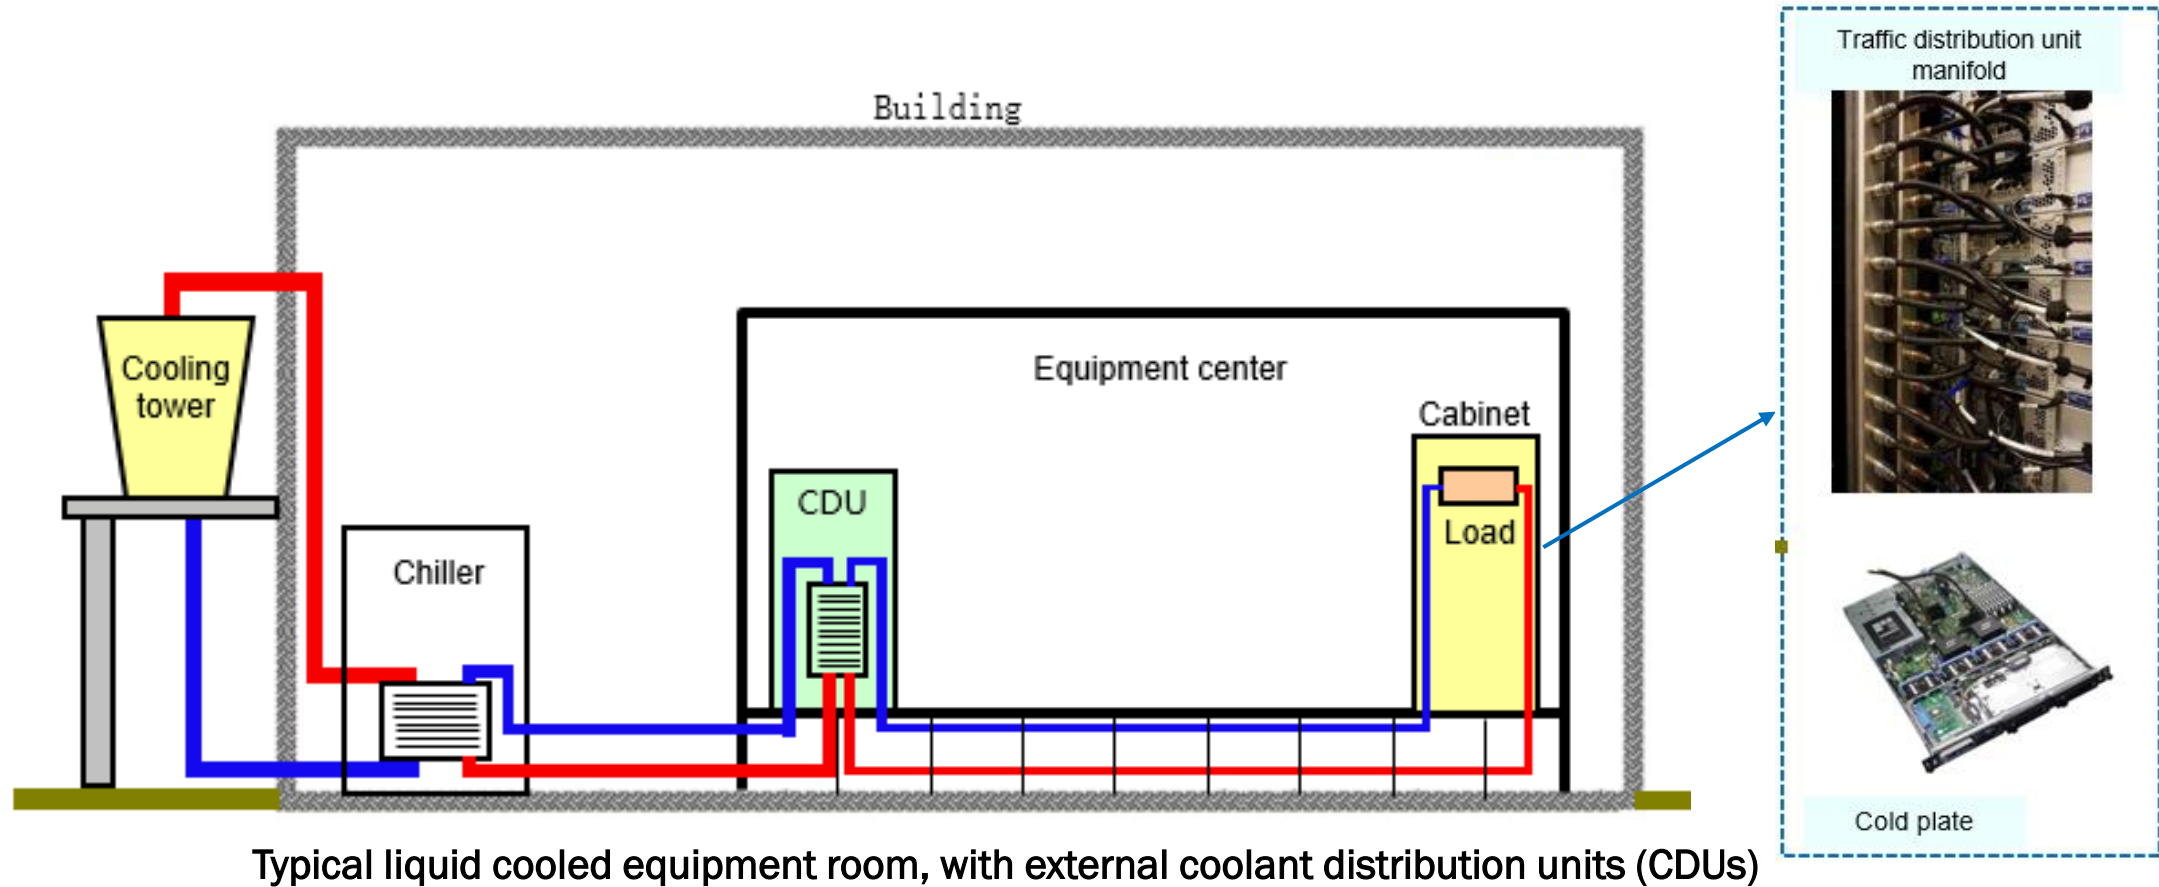 Building
Cooling
tower
Chiller
CDU
Equipment center
Cabinet
Load
Traffic distribution unit
manifold
Cold plate
Typical liquid cooled equipment room, with external coolant distribution units (CDUs)